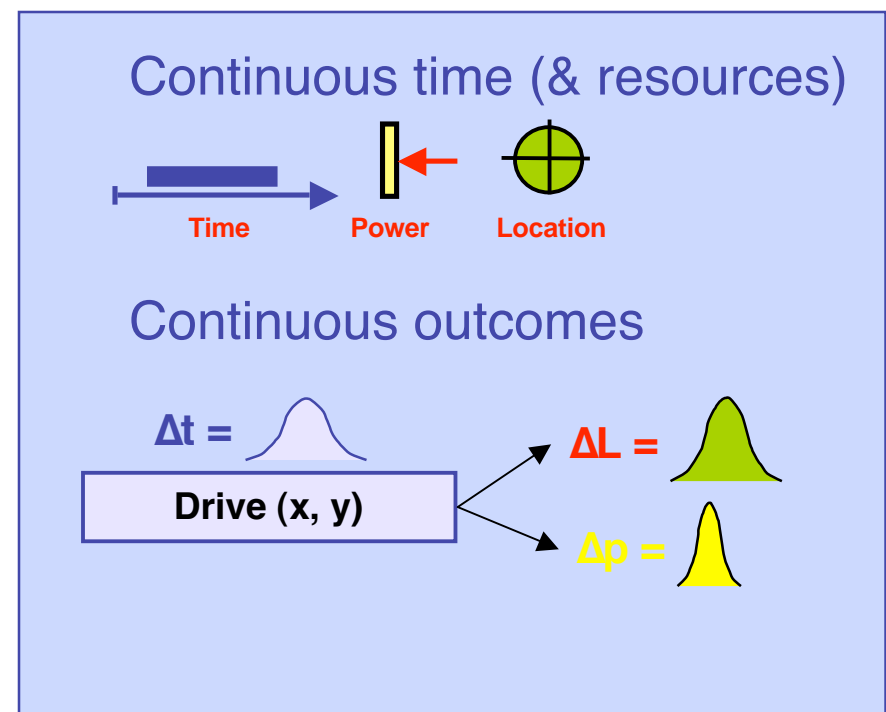 Continuous time (& resources)
Time Power Location
Continuous outcomes
Δt =
ΔL =
Drive (x, y)
Δp =